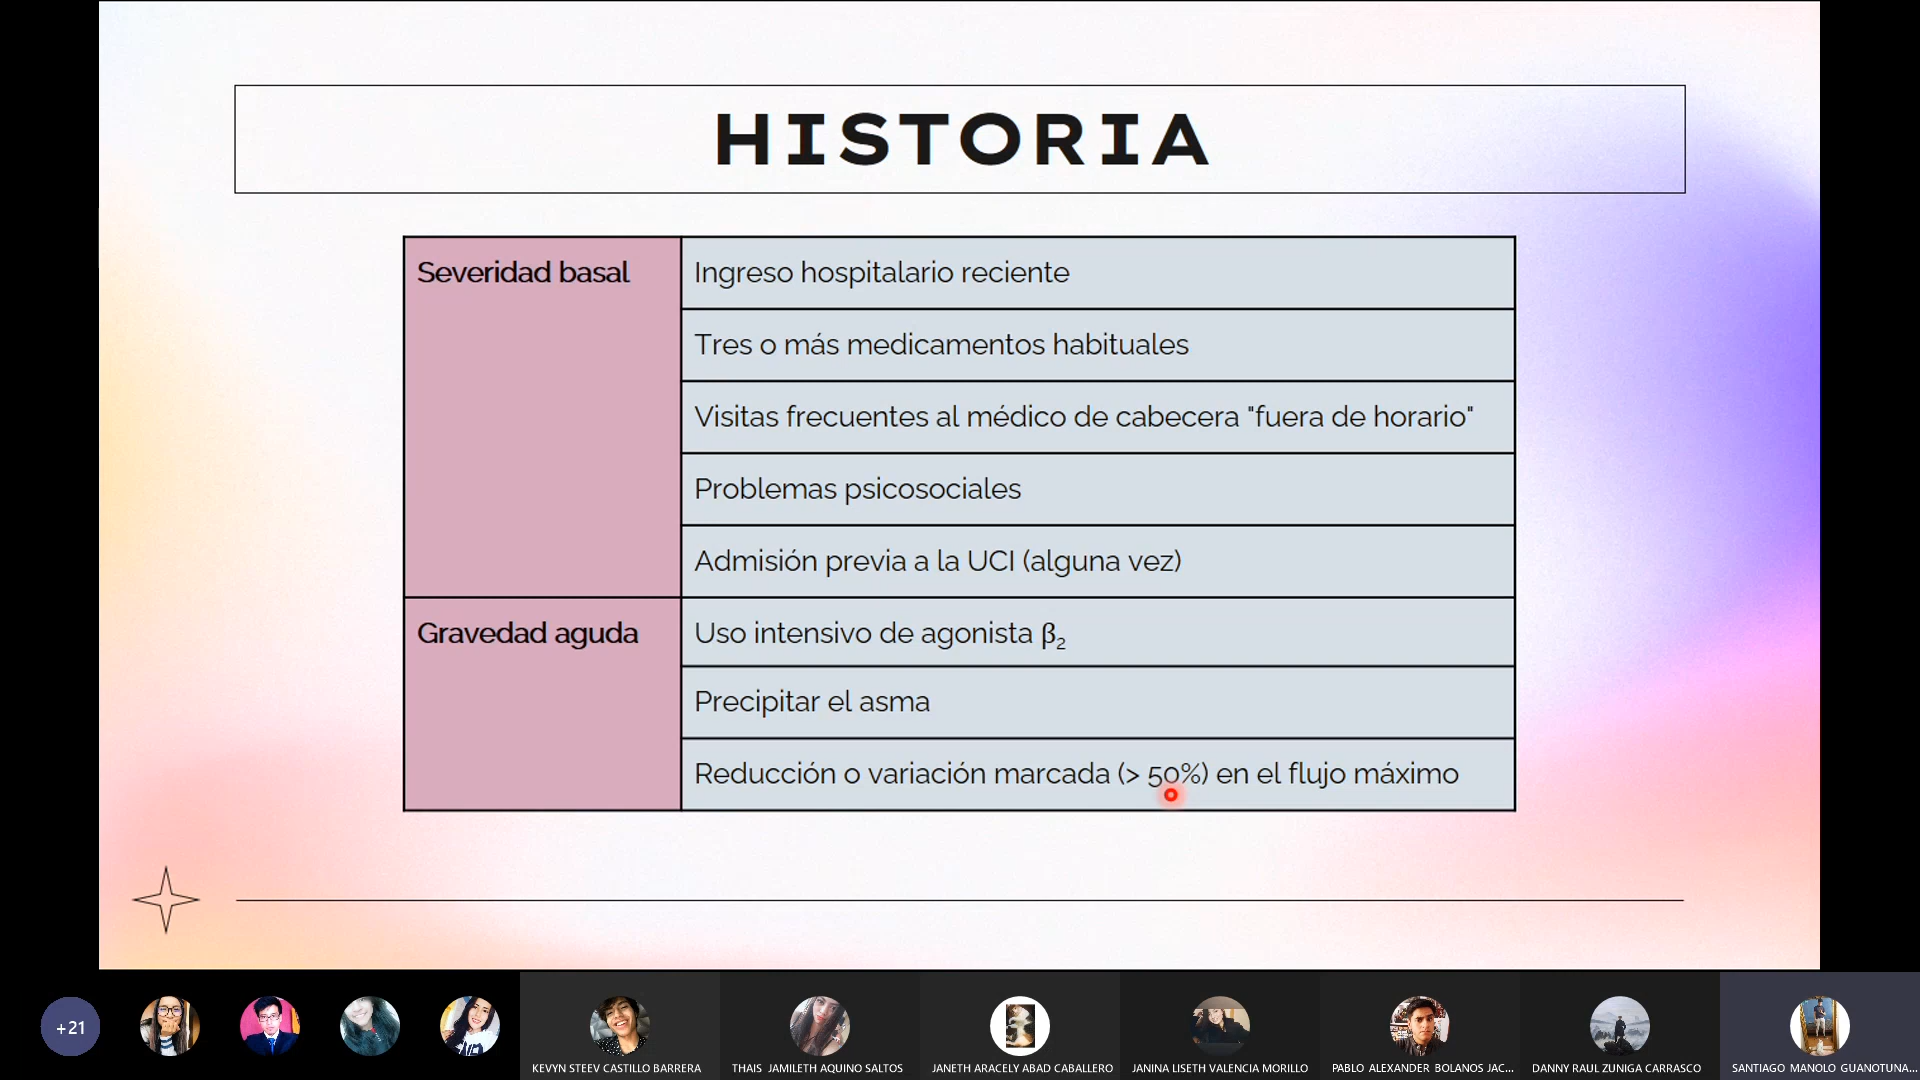 HISTORIA
Severidad basal
Ingreso hospitalario reciente
Tres o más medicamentos habituales
Visitas frecuentes al médico de cabecera "fuera de horario"
Problemas psicosociales
Admisión previa a la UCI (alguna vez)
Gravedad aguda
Uso intensivo de agonista β₂
Precipitar el asma
Reducción o variación marcada (> 50%) en el flujo máximo
+21
KEVYN STEEV CASTILLO BARRERA
THAIS JAMILETH AQUINO SALTOS
JANETH ARACELY ABAD CABALLERO
JANINA LISETH VALENCIA MORILLO
PABLO ALEXANDER BOLANOS JAC...
DANNY RAUL ZUNIGA CARRASCO
SANTIAGO MANOLO GUANOTUNA...